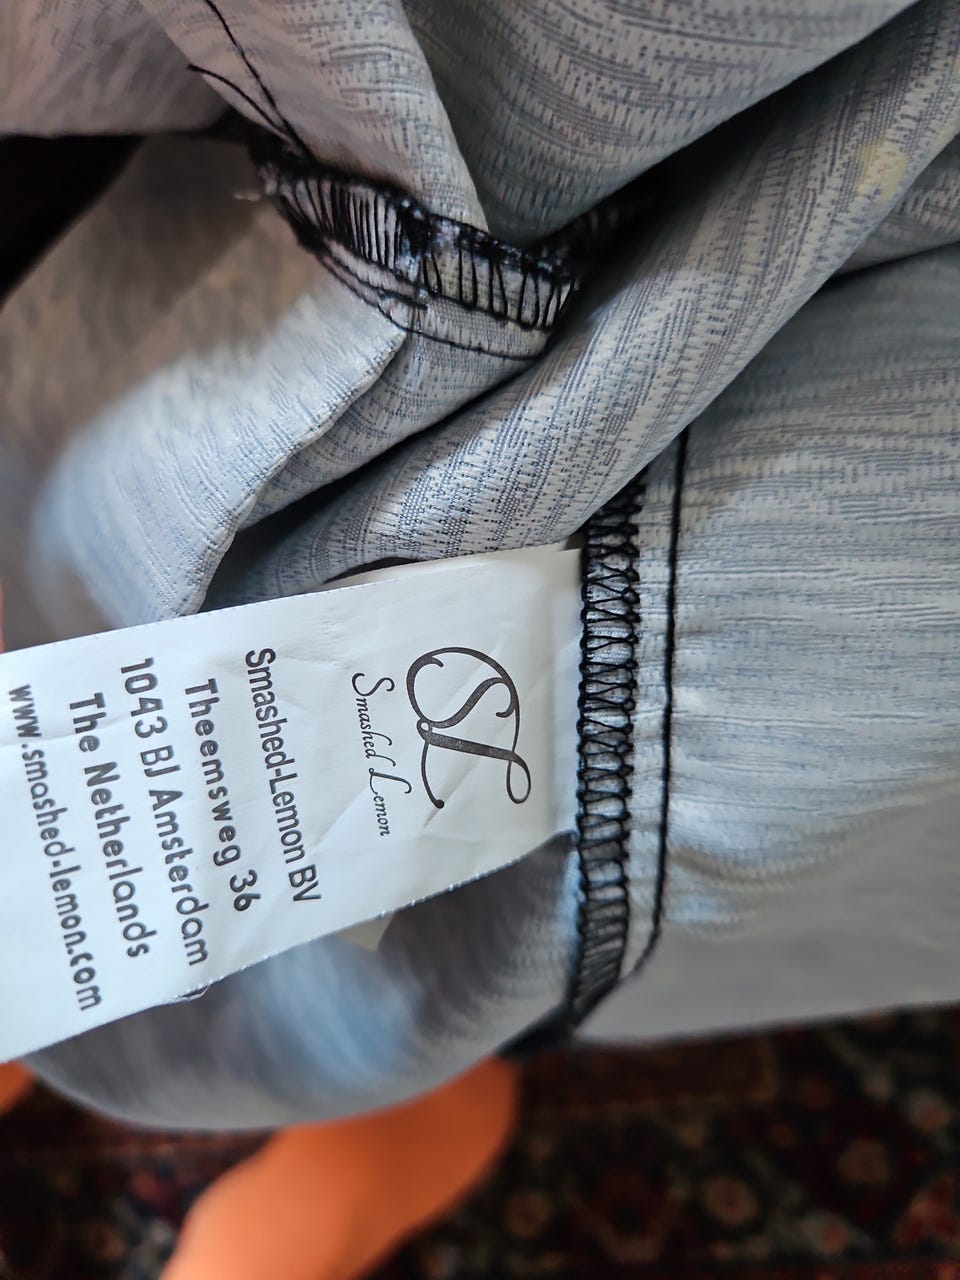 SL
Smashed Lemon
Smashed-Lemon BV
Theemsweg 36
1043 BJ Amsterdam
The Netherlands
www.smashed-lemon.com